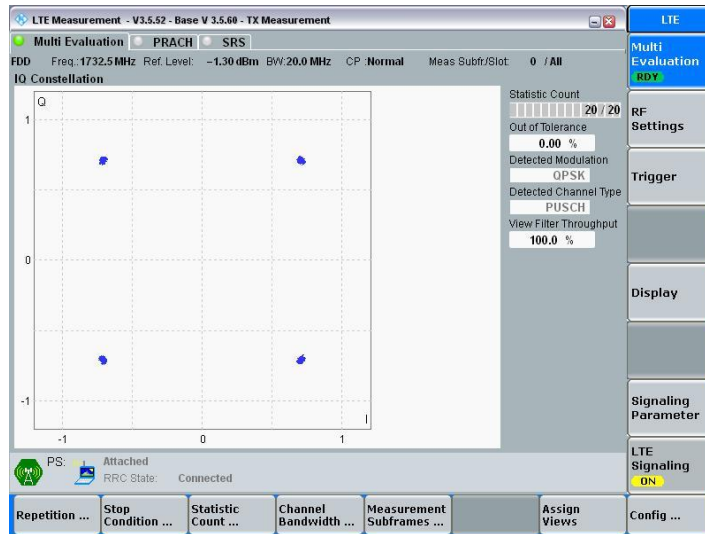 LTE Measurement - V3.5.52 - Base V 3.5.60 - TX Measurement
LTE
Multi Evaluation PRACH SRS
FDD Freq.:1732.5 MHz Ref. Level: -1.30 dBm BW:20.0 MHz CP :Normal Meas Subfr./Slot: 0 / All
IQ Constellation
Q
1
0
-1
I
-1 0 1
Statistic Count
20 / 20
Out of Tolerance
0.00 %
Detected Modulation
QPSK
Detected Channel Type
PUSCH
View Filter Throughput
100.0 %
Multi
Evaluation
RDY
RF
Settings
Trigger
Display
Signaling
Parameter
LTE
Signaling
ON
PS: Attached
RRC State: Connected
Repetition ...
Stop
Condition ...
Statistic
Count ...
Channel
Bandwidth ...
Measurement
Subframes ...
Assign
Views
Config ...